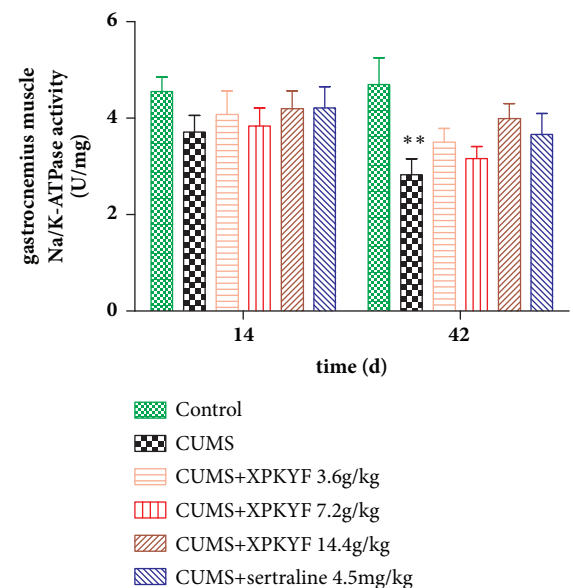 gastrocnemius muscle
Na/K-ATPase activity
(U/mg)
6
4
2
0
**
14
42
time (d)
Control
CUMS
CUMS+XPKYF 3.6g/kg
CUMS+XPKYF 7.2g/kg
CUMS+XPKYF 14.4g/kg
CUMS+sertraline 4.5mg/kg